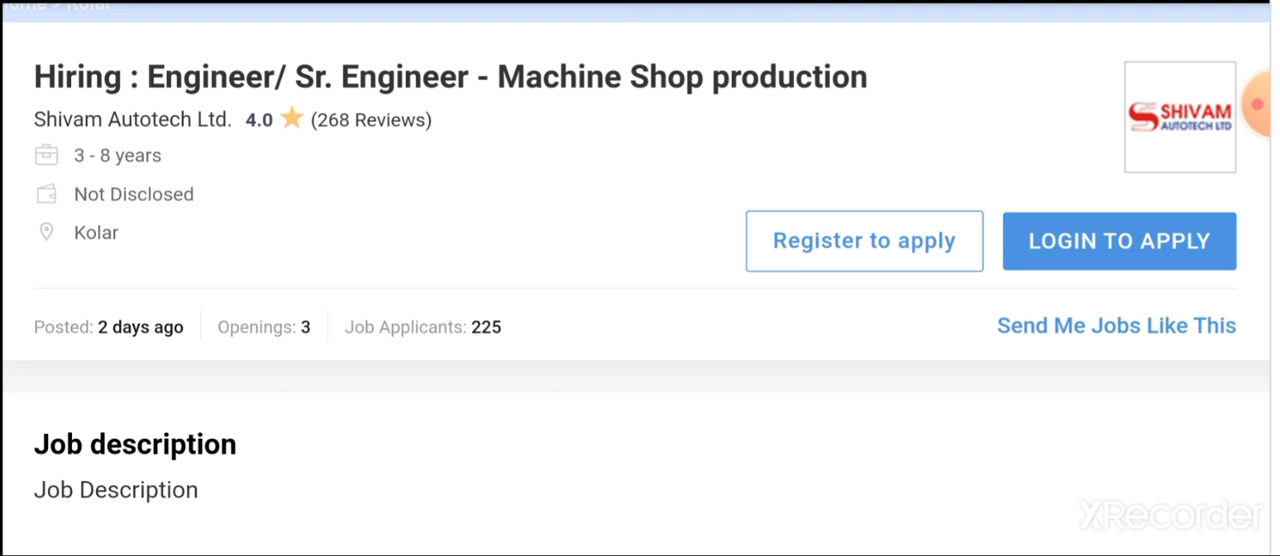 Home > Kolar
Hiring : Engineer/ Sr. Engineer - Machine Shop production
Shivam Autotech Ltd. 4.0 (268 Reviews)
SHIVAM
AUTOTECH LTD
3 - 8 years
Not Disclosed
Kolar
Register to apply
LOGIN TO APPLY
Posted: 2 days ago
Openings: 3
Job Applicants: 225
Send Me Jobs Like This
Job description
Job Description
XRecorder